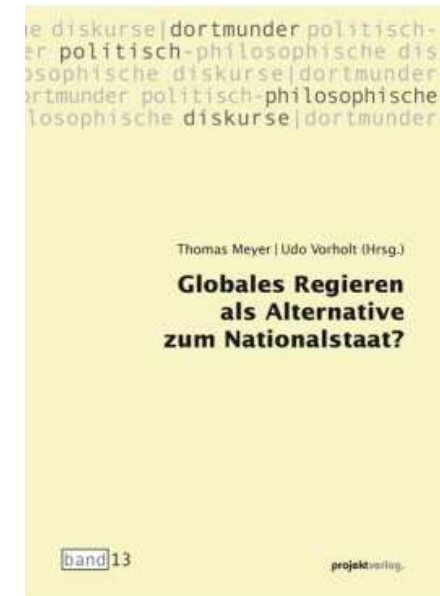 e diskurse|dortmunder politisch-
er politisch-philosophische dis
osophische diskurse|dortmunder
ortmunder politisch-philosophische
losophische diskurse|dortmunder
Thomas Meyer | Udo Vorholt (Hrsg.)
Globales Regieren
als Alternative
zum Nationalstaat?
band 13
projektverlag.